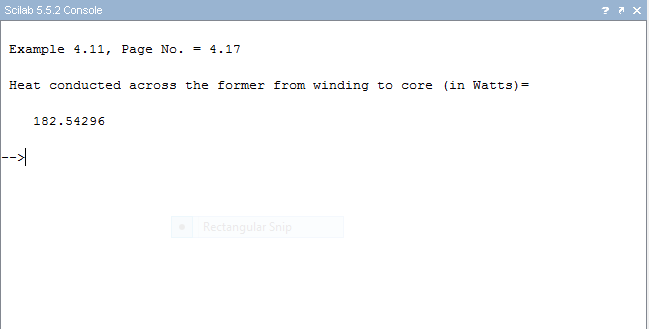 Scilab 5.5.2 Console
Example 4.11, Page No. = 4.17
Heat conducted across the former from winding to core (in Watts)=
182.54296
-->
Rectangular Snip